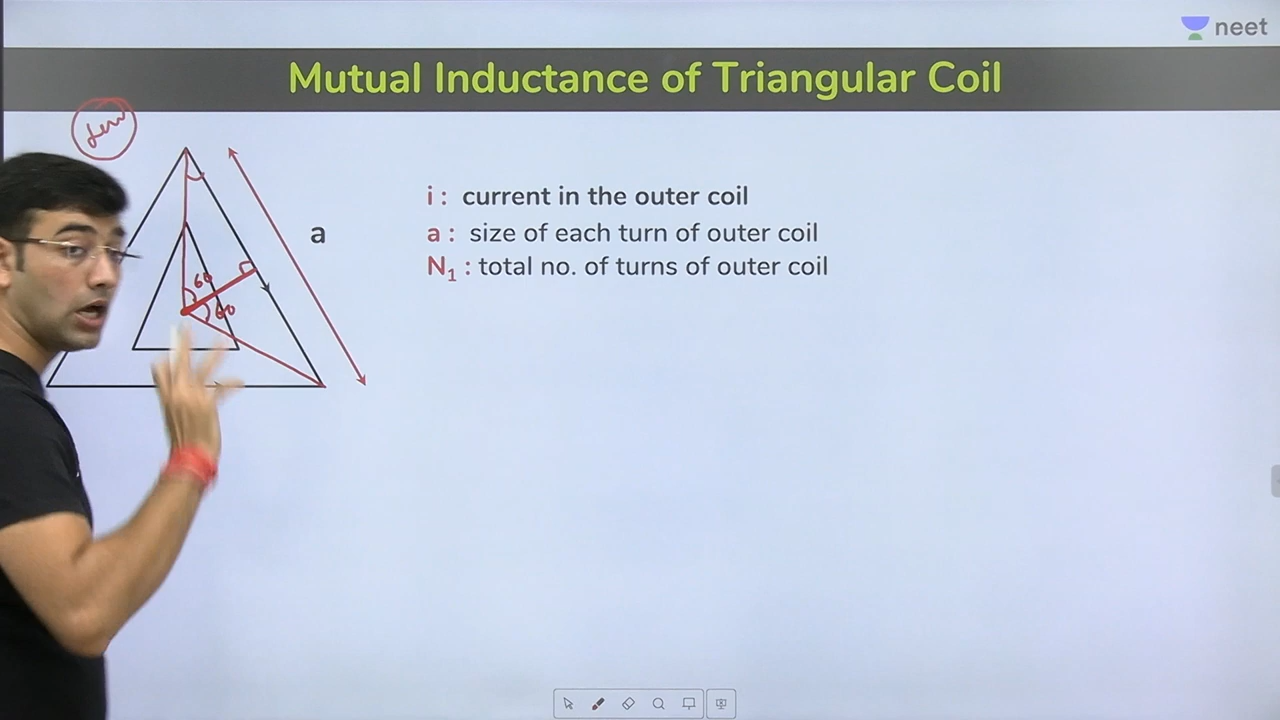 neet
Mutual Inductance of Triangular Coil
i : current in the outer coil
a
a : size of each turn of outer coil
N₁ : total no. of turns of outer coil
60
60